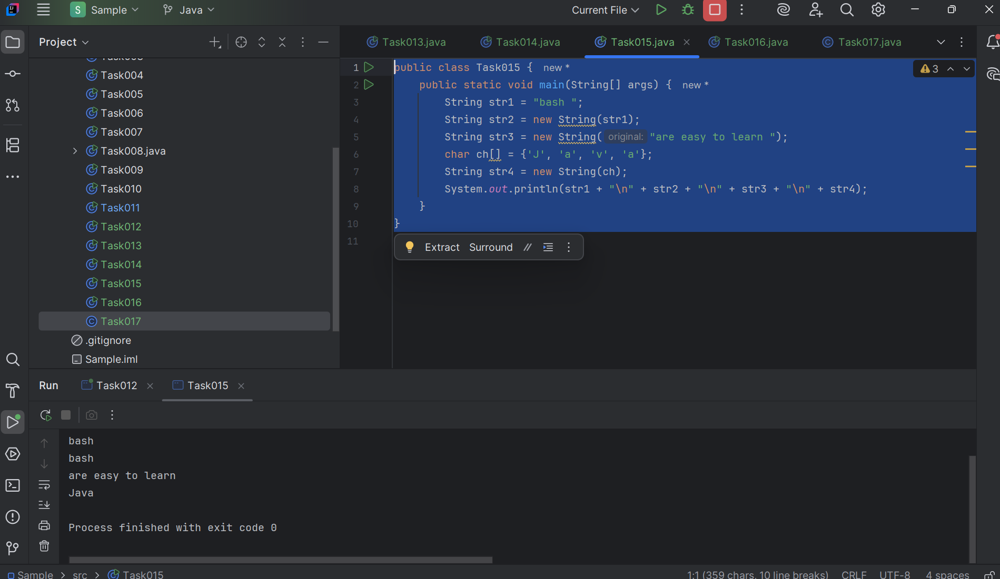 S Sample Java Current File
Project
Task013.java Task014.java Task015.java Task016.java Task017.java
Task004
Task005
Task006
Task007
Task008.java
Task009
Task010
Task011
Task012
Task013
Task014
Task015
Task016
Task017
.gitignore
Sample.iml
1 public class Task015 { new *
2 public static void main(String[] args) { new *
3 String str1 = "bash ";
4 String str2 = new String(str1);
5 String str3 = new String( original: "are easy to learn ");
6 char ch[] = {'J', 'a', 'v', 'a'};
7 String str4 = new String(ch);
8 System.out.println(str1 + "\n" + str2 + "\n" + str3 + "\n" + str4);
9 }
10 }
11
3
Extract Surround //
Run Task012 Task015
bash
bash
are easy to learn
Java
Process finished with exit code 0
Sample > src > Task015 1:1 (359 chars, 10 line breaks) CRLF UTF-8 4 spaces